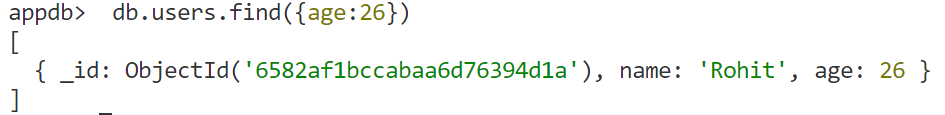 appdb>  db.users.find({age:26})
[
  { _id: ObjectId('6582af1bccabaa6d76394d1a'), name: 'Rohit', age: 26 }
]